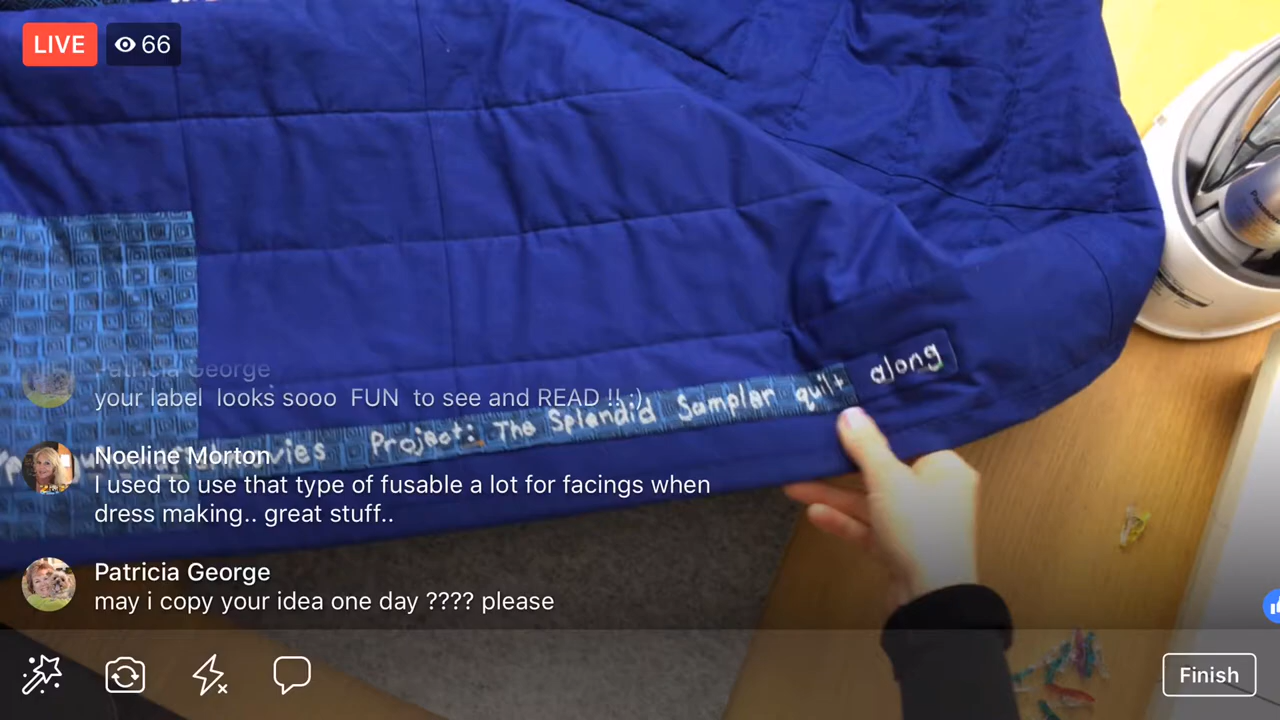 LIVE
66
Patricia George
your label looks sooo FUN to see and READ !! :)
Project: The Splendid Sampler quilt along
Noeline Morton
I used to use that type of fusable a lot for facings when
dress making.. great stuff..
Patricia George
may i copy your idea one day ???? please
Finish
Panasonic